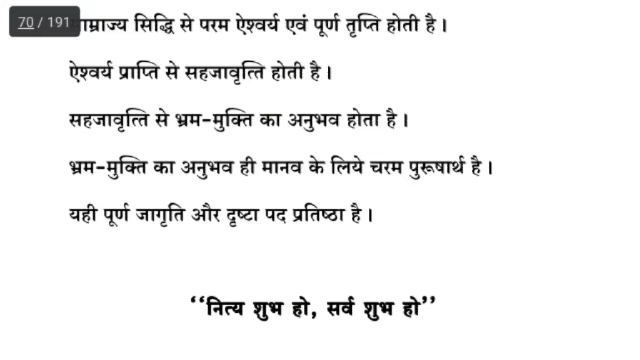 70 / 191
सिद्धि से परम ऐश्वर्य एवं पूर्ण तृप्ति होती है।
ऐश्वर्य प्राप्ति से सहजावृत्ति होती है।
सहजावृत्ति से भ्रम-मुक्ति का अनुभव होता है।
भ्रम-मुक्ति का अनुभव ही मानव के लिये चरम पुरूषार्थ है।
यही पूर्ण जागृति और दृष्टा पद प्रतिष्ठा है।
‘‘नित्य शुभ हो, सर्व शुभ हो’’